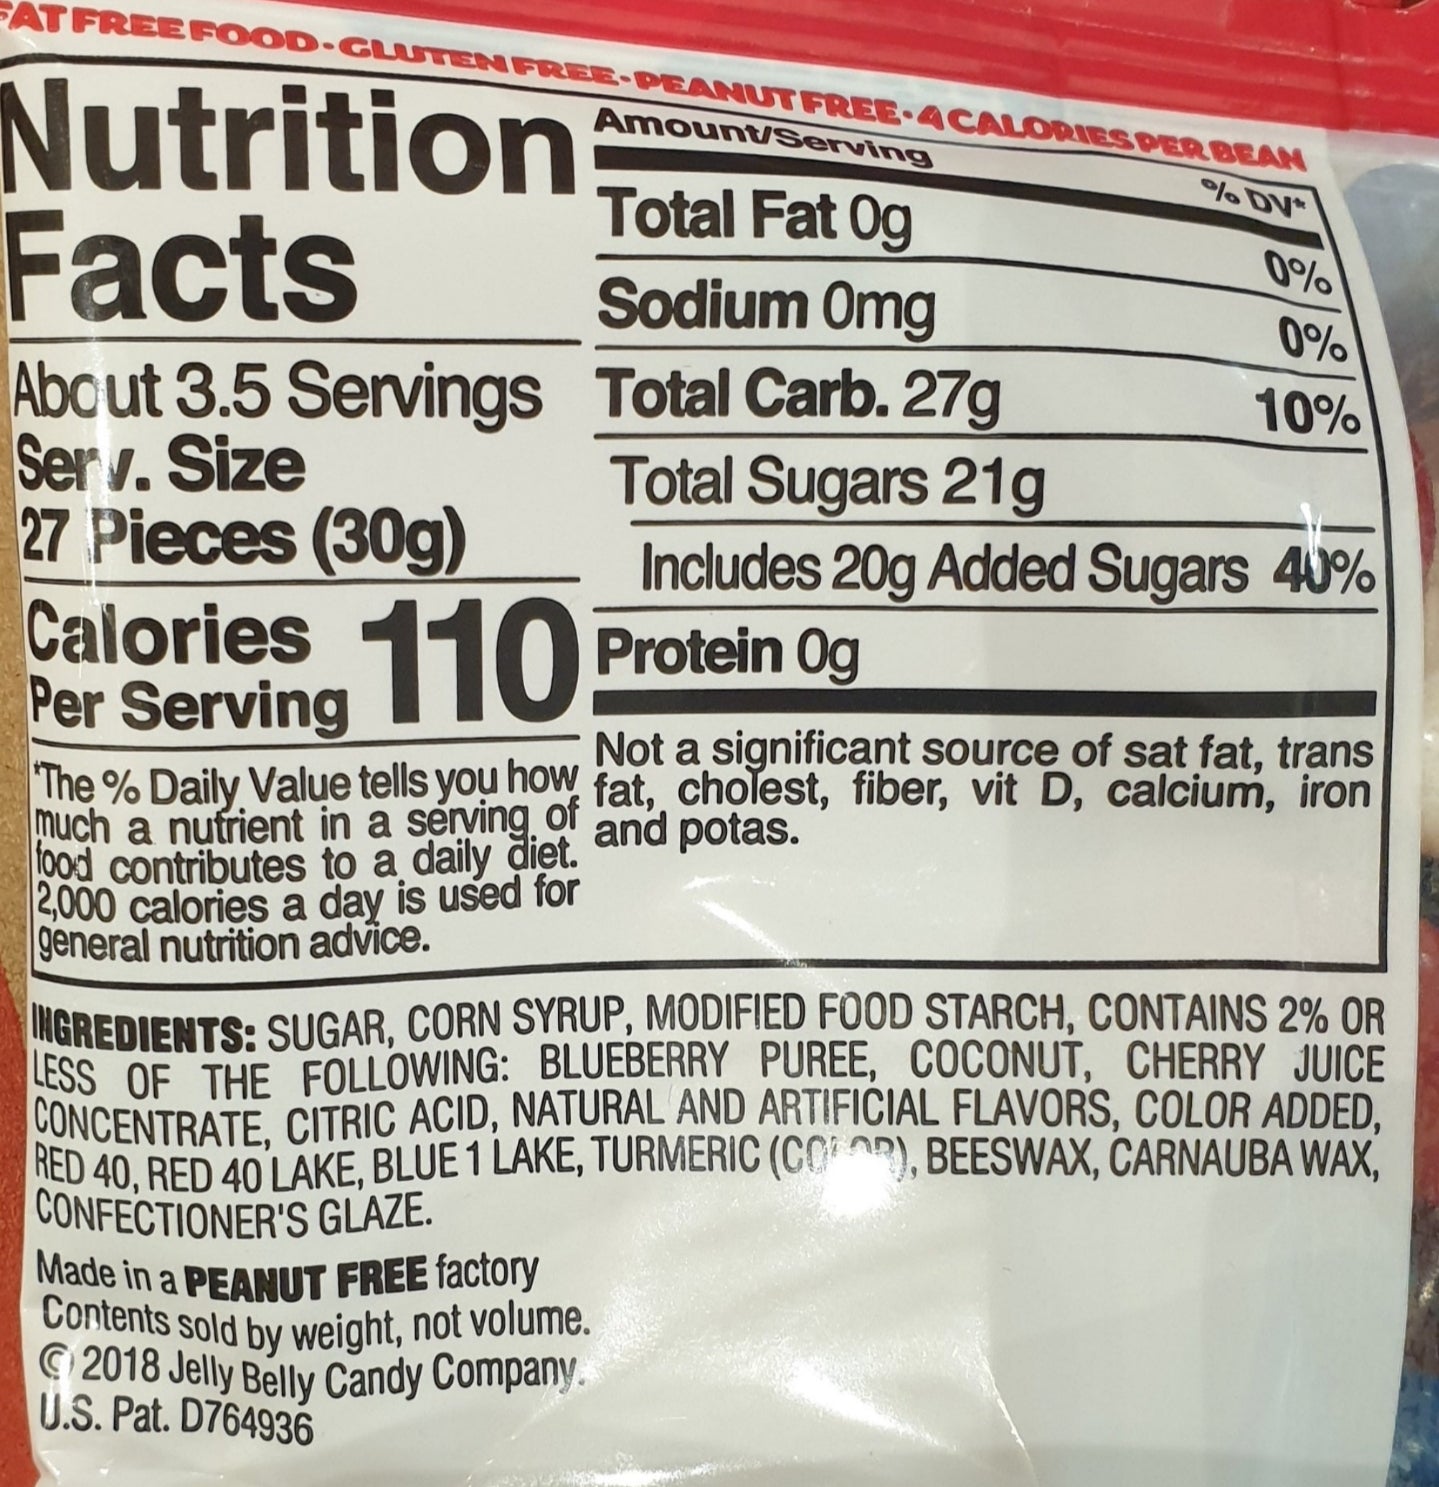 FAT FREE FOOD • GLUTEN FREE • PEANUT FREE • 4 CALORIES PER BEAN
Nutrition
Facts
About 3.5 Servings
Serv. Size
27 Pieces (30g)
Calories
Per Serving 110
*The % Daily Value tells you how
much a nutrient in a serving of
food contributes to a daily diet.
2,000 calories a day is used for
general nutrition advice.
Amount/Serving % DV*
Total Fat 0g 0%
Sodium 0mg 0%
Total Carb. 27g 10%
Total Sugars 21g
Includes 20g Added Sugars 40%
Protein 0g
Not a significant source of sat fat, trans
fat, cholest, fiber, vit D, calcium, iron
and potas.
INGREDIENTS: SUGAR, CORN SYRUP, MODIFIED FOOD STARCH, CONTAINS 2% OR
LESS OF THE FOLLOWING: BLUEBERRY PUREE, COCONUT, CHERRY JUICE
CONCENTRATE, CITRIC ACID, NATURAL AND ARTIFICIAL FLAVORS, COLOR ADDED,
RED 40, RED 40 LAKE, BLUE 1 LAKE, TURMERIC (COLOR), BEESWAX, CARNAUBA WAX,
CONFECTIONER'S GLAZE.
Made in a PEANUT FREE factory
Contents sold by weight, not volume.
© 2018 Jelly Belly Candy Company.
U.S. Pat. D764936